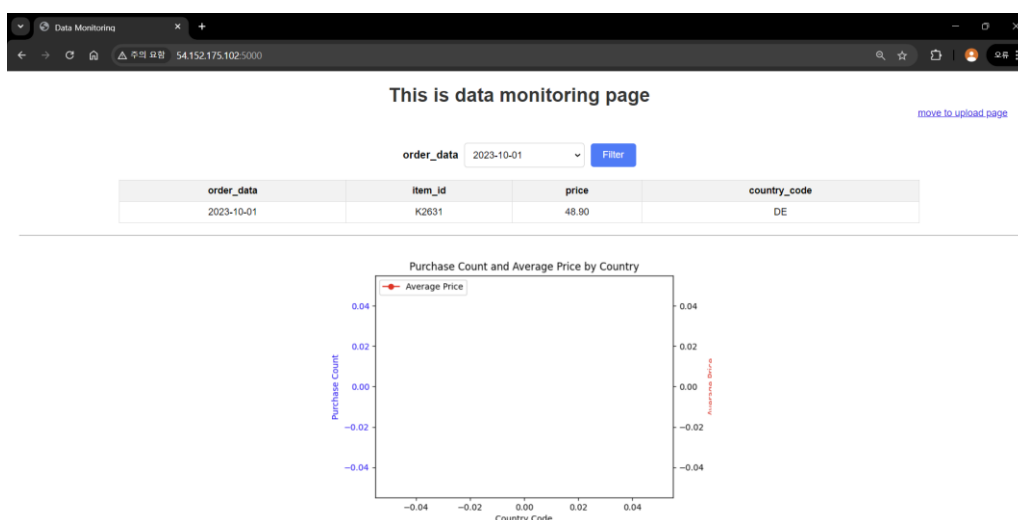 Data Monitoring
주의 요함 54.152.175.102:5000
오류
This is data monitoring page
move to upload page
order_data 2023-10-01 Filter
order_data item_id price country_code
2023-10-01 K2631 48.90 DE
Purchase Count and Average Price by Country
Average Price
0.04 0.04
0.02 0.02
0.00 0.00
−0.02 −0.02
−0.04 −0.04
Purchase Count
Average Price
−0.04 −0.02 0.00 0.02 0.04
Country Code